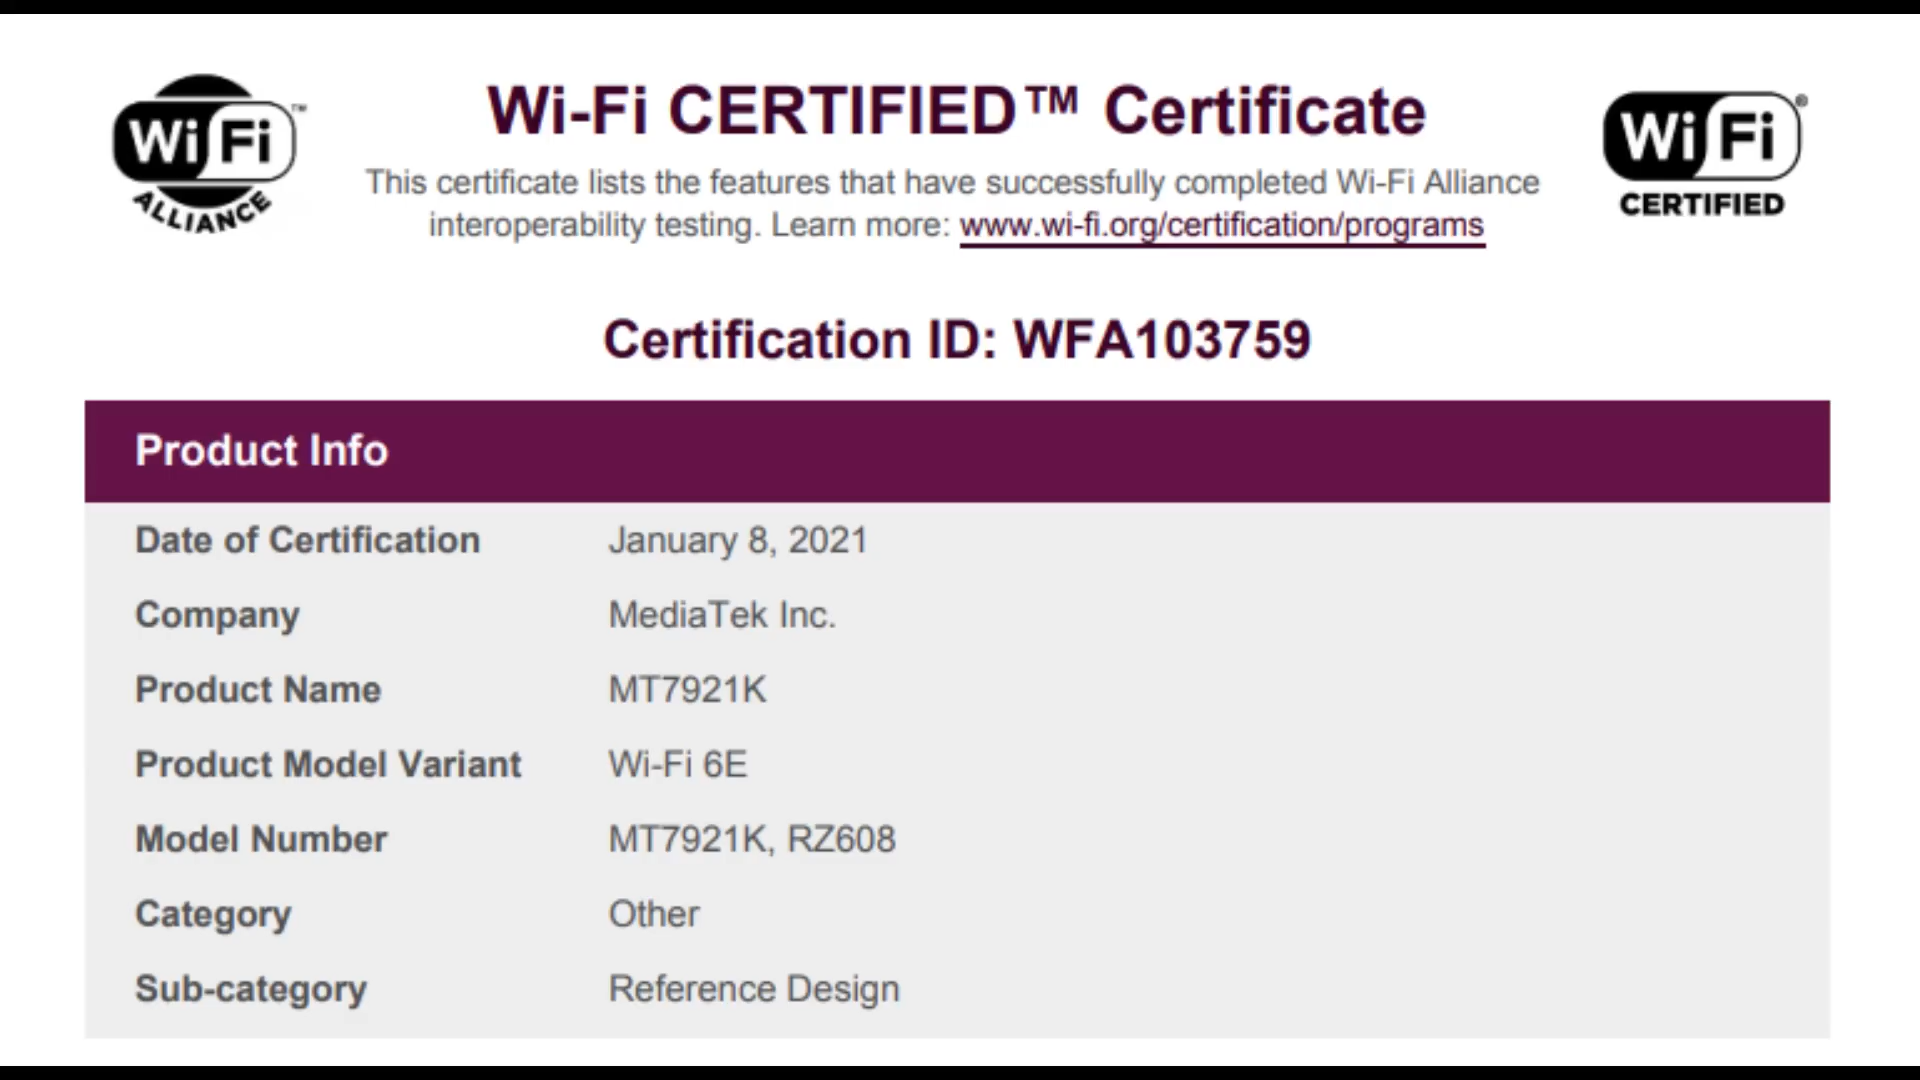 Wi Fi™
ALLIANCE
Wi-Fi CERTIFIED™ Certificate
This certificate lists the features that have successfully completed Wi-Fi Alliance
interoperability testing. Learn more: www.wi-fi.org/certification/programs
Wi Fi®
CERTIFIED
Certification ID: WFA103759
Product Info
Date of Certification January 8, 2021
Company MediaTek Inc.
Product Name MT7921K
Product Model Variant Wi-Fi 6E
Model Number MT7921K, RZ608
Category Other
Sub-category Reference Design